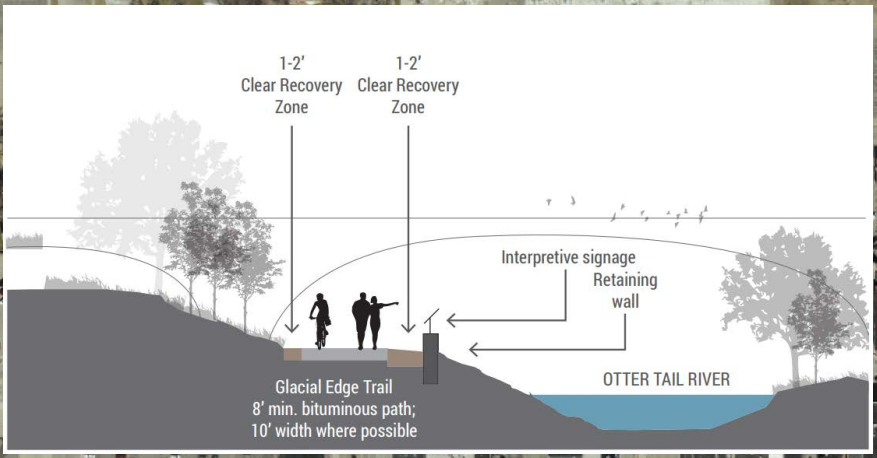 1-2'
Clear Recovery
Zone
1-2'
Clear Recovery
Zone
Interpretive signage
Retaining
wall
Glacial Edge Trail
8' min. bituminous path;
10' width where possible
OTTER TAIL RIVER